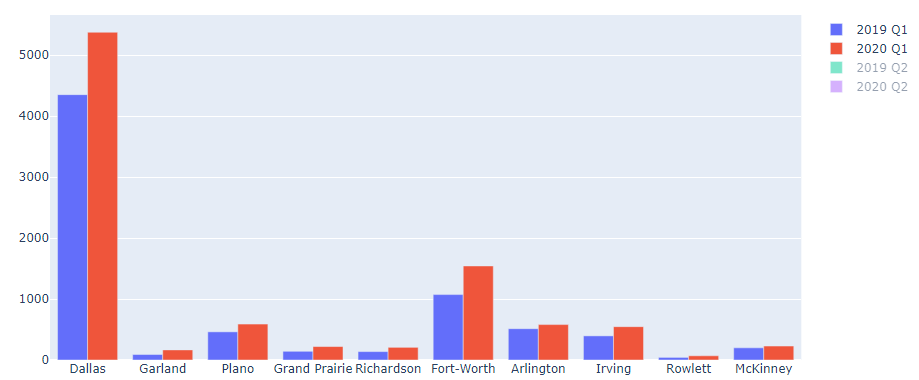 5000
4000
3000
2000
1000
0
Dallas Garland Plano Grand Prairie Richardson Fort-Worth Arlington Irving Rowlett McKinney
2019 Q1
2020 Q1
2019 Q2
2020 Q2